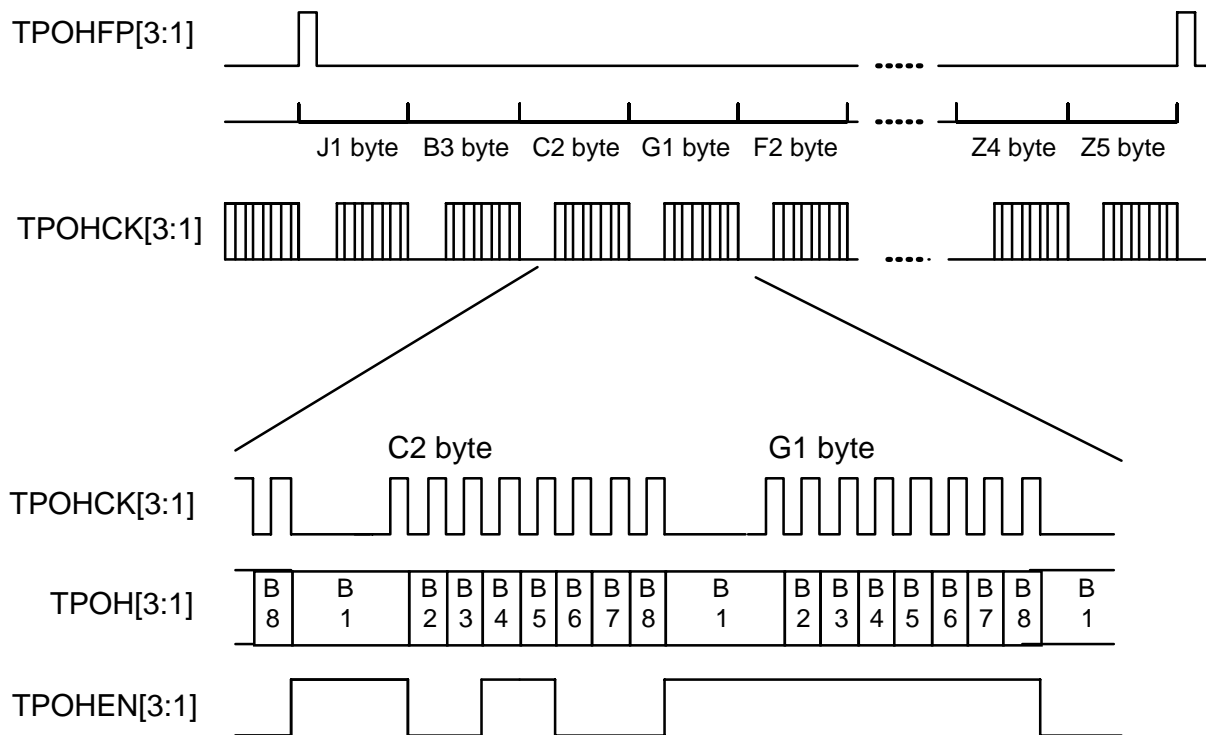 TPOHFP[3:1]
J1 byte B3 byte C2 byte G1 byte F2 byte Z4 byte Z5 byte
TPOHCK[3:1]
C2 byte G1 byte
TPOHCK[3:1]
TPOH[3:1]
B B B B B B B B B B B B B B B B B B
8 1 2 3 4 5 6 7 8 1 2 3 4 5 6 7 8 1
TPOHEN[3:1]